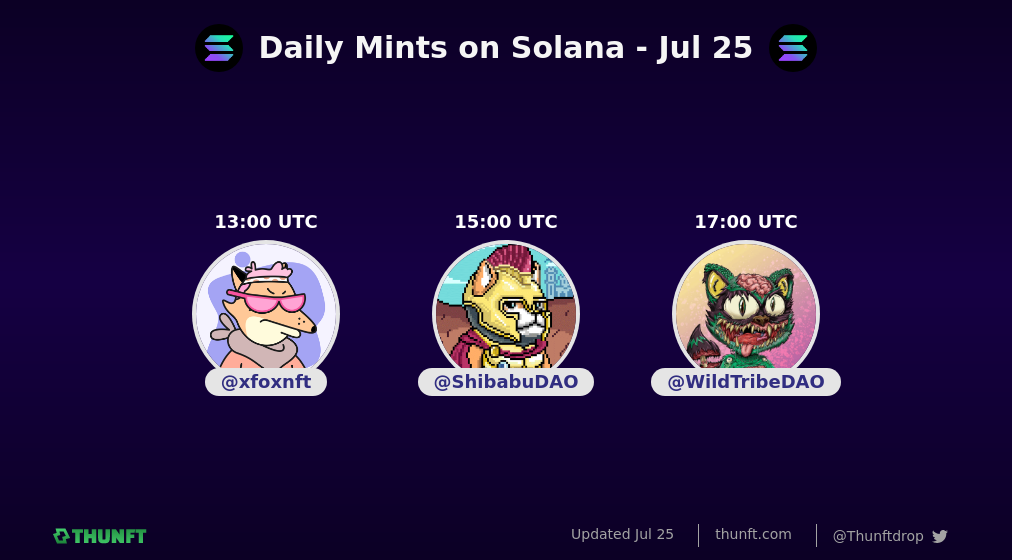 Daily Mints on Solana - Jul 25
13:00 UTC
15:00 UTC
17:00 UTC
@xfoxnft
@ShibabuDAO
@WildTribeDAO
THUNFT
Updated Jul 25
thunft.com
@Thunftdrop